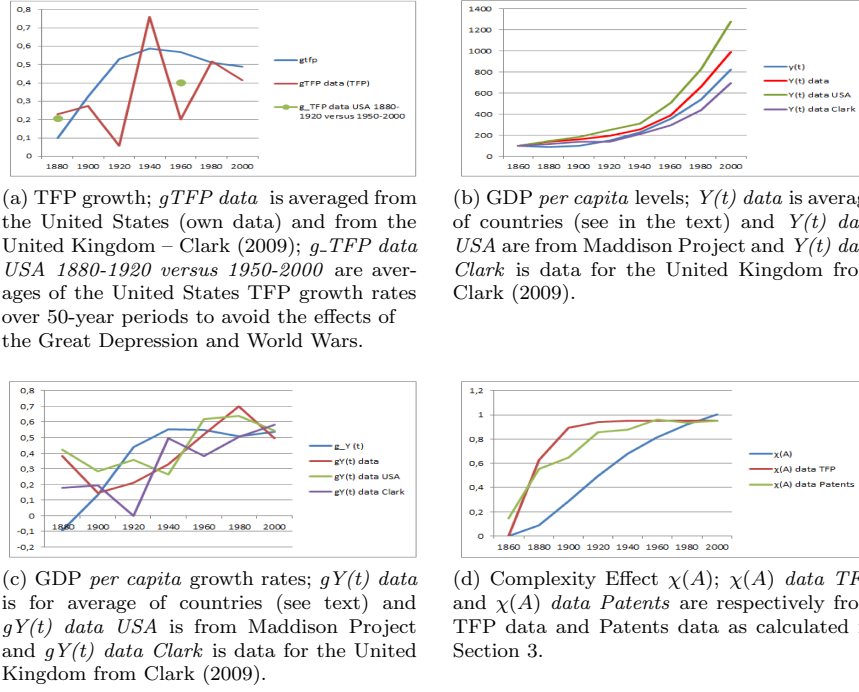 0,8
0,7
0,6
0,5
0,4
0,3
0,2
0,1
0
1880 1900 1920 1940 1960 1980 2000
gtfp
gTFP data (TFP)
g_TFP data USA 1880-
1920 versus 1950-2000
(a) TFP growth; gTFP data is averaged from
the United States (own data) and from the
United Kingdom – Clark (2009); g_TFP data
USA 1880-1920 versus 1950-2000 are aver-
ages of the United States TFP growth rates
over 50-year periods to avoid the effects of
the Great Depression and World Wars.
1400
1200
1000
800
600
400
200
0
1860 1880 1900 1920 1940 1960 1980 2000
y(t)
Y(t) data
Y(t) data USA
Y(t) data Clark
(b) GDP per capita levels; Y(t) data is averag
of countries (see in the text) and Y(t) da
USA are from Maddison Project and Y(t) da
Clark is data for the United Kingdom fro
Clark (2009).
0,8
0,7
0,6
0,5
0,4
0,3
0,2
0,1
0
-0,1
-0,2
1880 1900 1920 1940 1960 1980 2000
g_Y (t)
gY(t) data
gY(t) data USA
gY(t) data Clark
(c) GDP per capita growth rates; gY(t) data
is for average of countries (see text) and
gY(t) data USA is from Maddison Project
and gY(t) data Clark is data for the United
Kingdom from Clark (2009).
1,2
1
0,8
0,6
0,4
0,2
0
1860 1880 1900 1920 1940 1960 1980 2000
χ(A)
χ(A) data TFP
χ(A) data Patents
(d) Complexity Effect χ(A); χ(A) data TF
and χ(A) data Patents are respectively fro
TFP data and Patents data as calculated
Section 3.